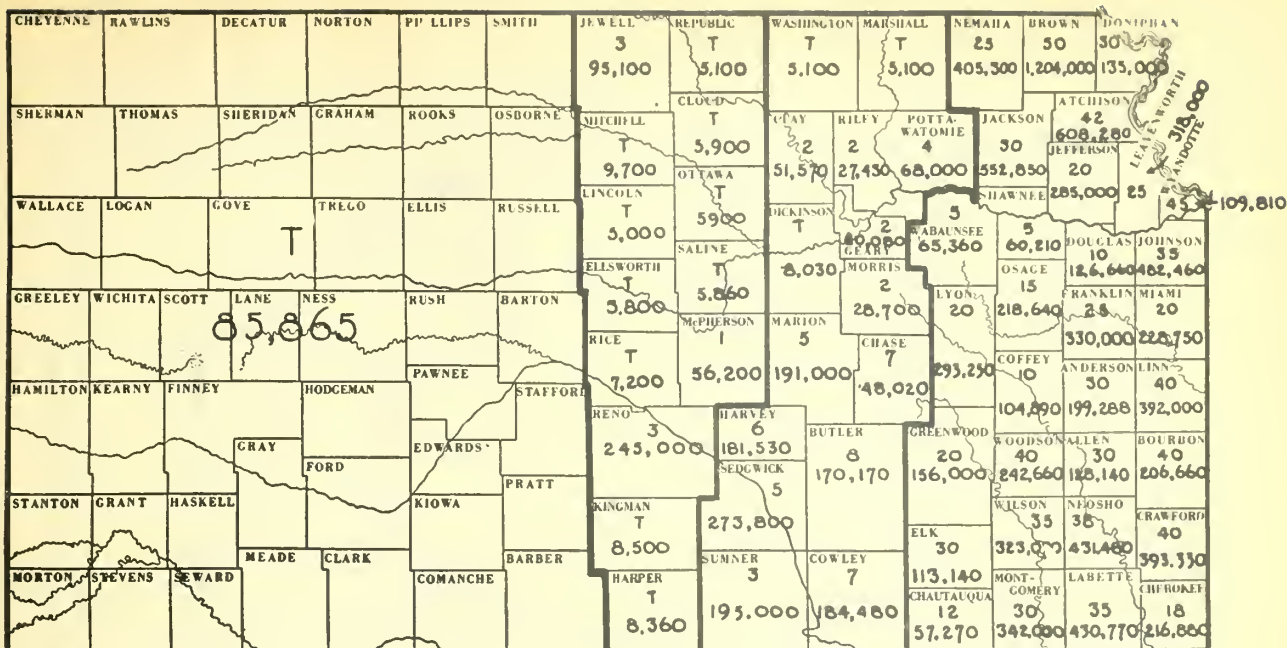 CHEYENNE RAWLINS DECATUR NORTON SMITH JEWELL REPUBLIC WASHINGTON MARSHALL NEMAHA BROWN DONIPHAN
3 T T T 25 50 30
95,100 5,100 5,100 5,100 405,300 1,204,000 135,000
SHERMAN THOMAS SHERIDAN GRAHAM ROOKS OSBORNE
MITCHELL
T
9,700
CLOUD
T
5,900
CLAY
2
51,570
RILEY
2
27,430
POTTA-
WATOMIE
4
68,000
JACKSON
30
552,850
ATCHISON
42
608,280
JEFFERSON
20
285,000
LEAVENWORTH
25
318,000
WYANDOTTE
45
109,810
WALLACE LOGAN GOVE TREGO ELLIS RUSSELL
T
LINCOLN
T
5,000
OTTAWA
T
5900
DICKINSON
T
8,030
2
GEARY
WABAUNSEE
5
65,360
SHAWNEE
5
60,210
DOUGLAS
10
126,660
JOHNSON
35
482,460
ELLSWORTH
T
5,800
SALINE
T
5,860
MORRIS
2
28,700
LYON
20
293,250
OSAGE
15
218,640
FRANKLIN
25
330,000
MIAMI
20
228,750
GREELEY WICHITA SCOTT LANE NESS RUSH BARTON
85,865
RICE
T
7,200
McPHERSON
1
56,200
MARION
5
191,000
CHASE
7
48,020
COFFEY
10
104,890
ANDERSON
30
199,288
LINN
40
392,000
PAWNEE
HAMILTON KEARNY FINNEY HODGEMAN STAFFORD
RENO
3
245,000
HARVEY
6
181,530
BUTLER
8
170,170
GREENWOOD
20
156,000
WOODSON
40
242,660
ALLEN
30
128,140
BOURBON
40
206,660
GRAY FORD EDWARDS PRATT
SEDGWICK
5
273,800
STANTON GRANT HASKELL KIOWA
KINGMAN
T
8,500
ELK
30
113,140
WILSON
35
NEOSHO
38
431,480
CRAWFORD
40
393,330
MEADE CLARK BARBER
MORTON STEVENS SEWARD COMANCHE
HARPER
T
8,360
SUMNER
3
195,000
COWLEY
7
184,480
CHAUTAUQUA
12
57,270
MONT-
GOMERY
30
342,000
LABETTE
35
430,770
CHEROKEE
18
216,880